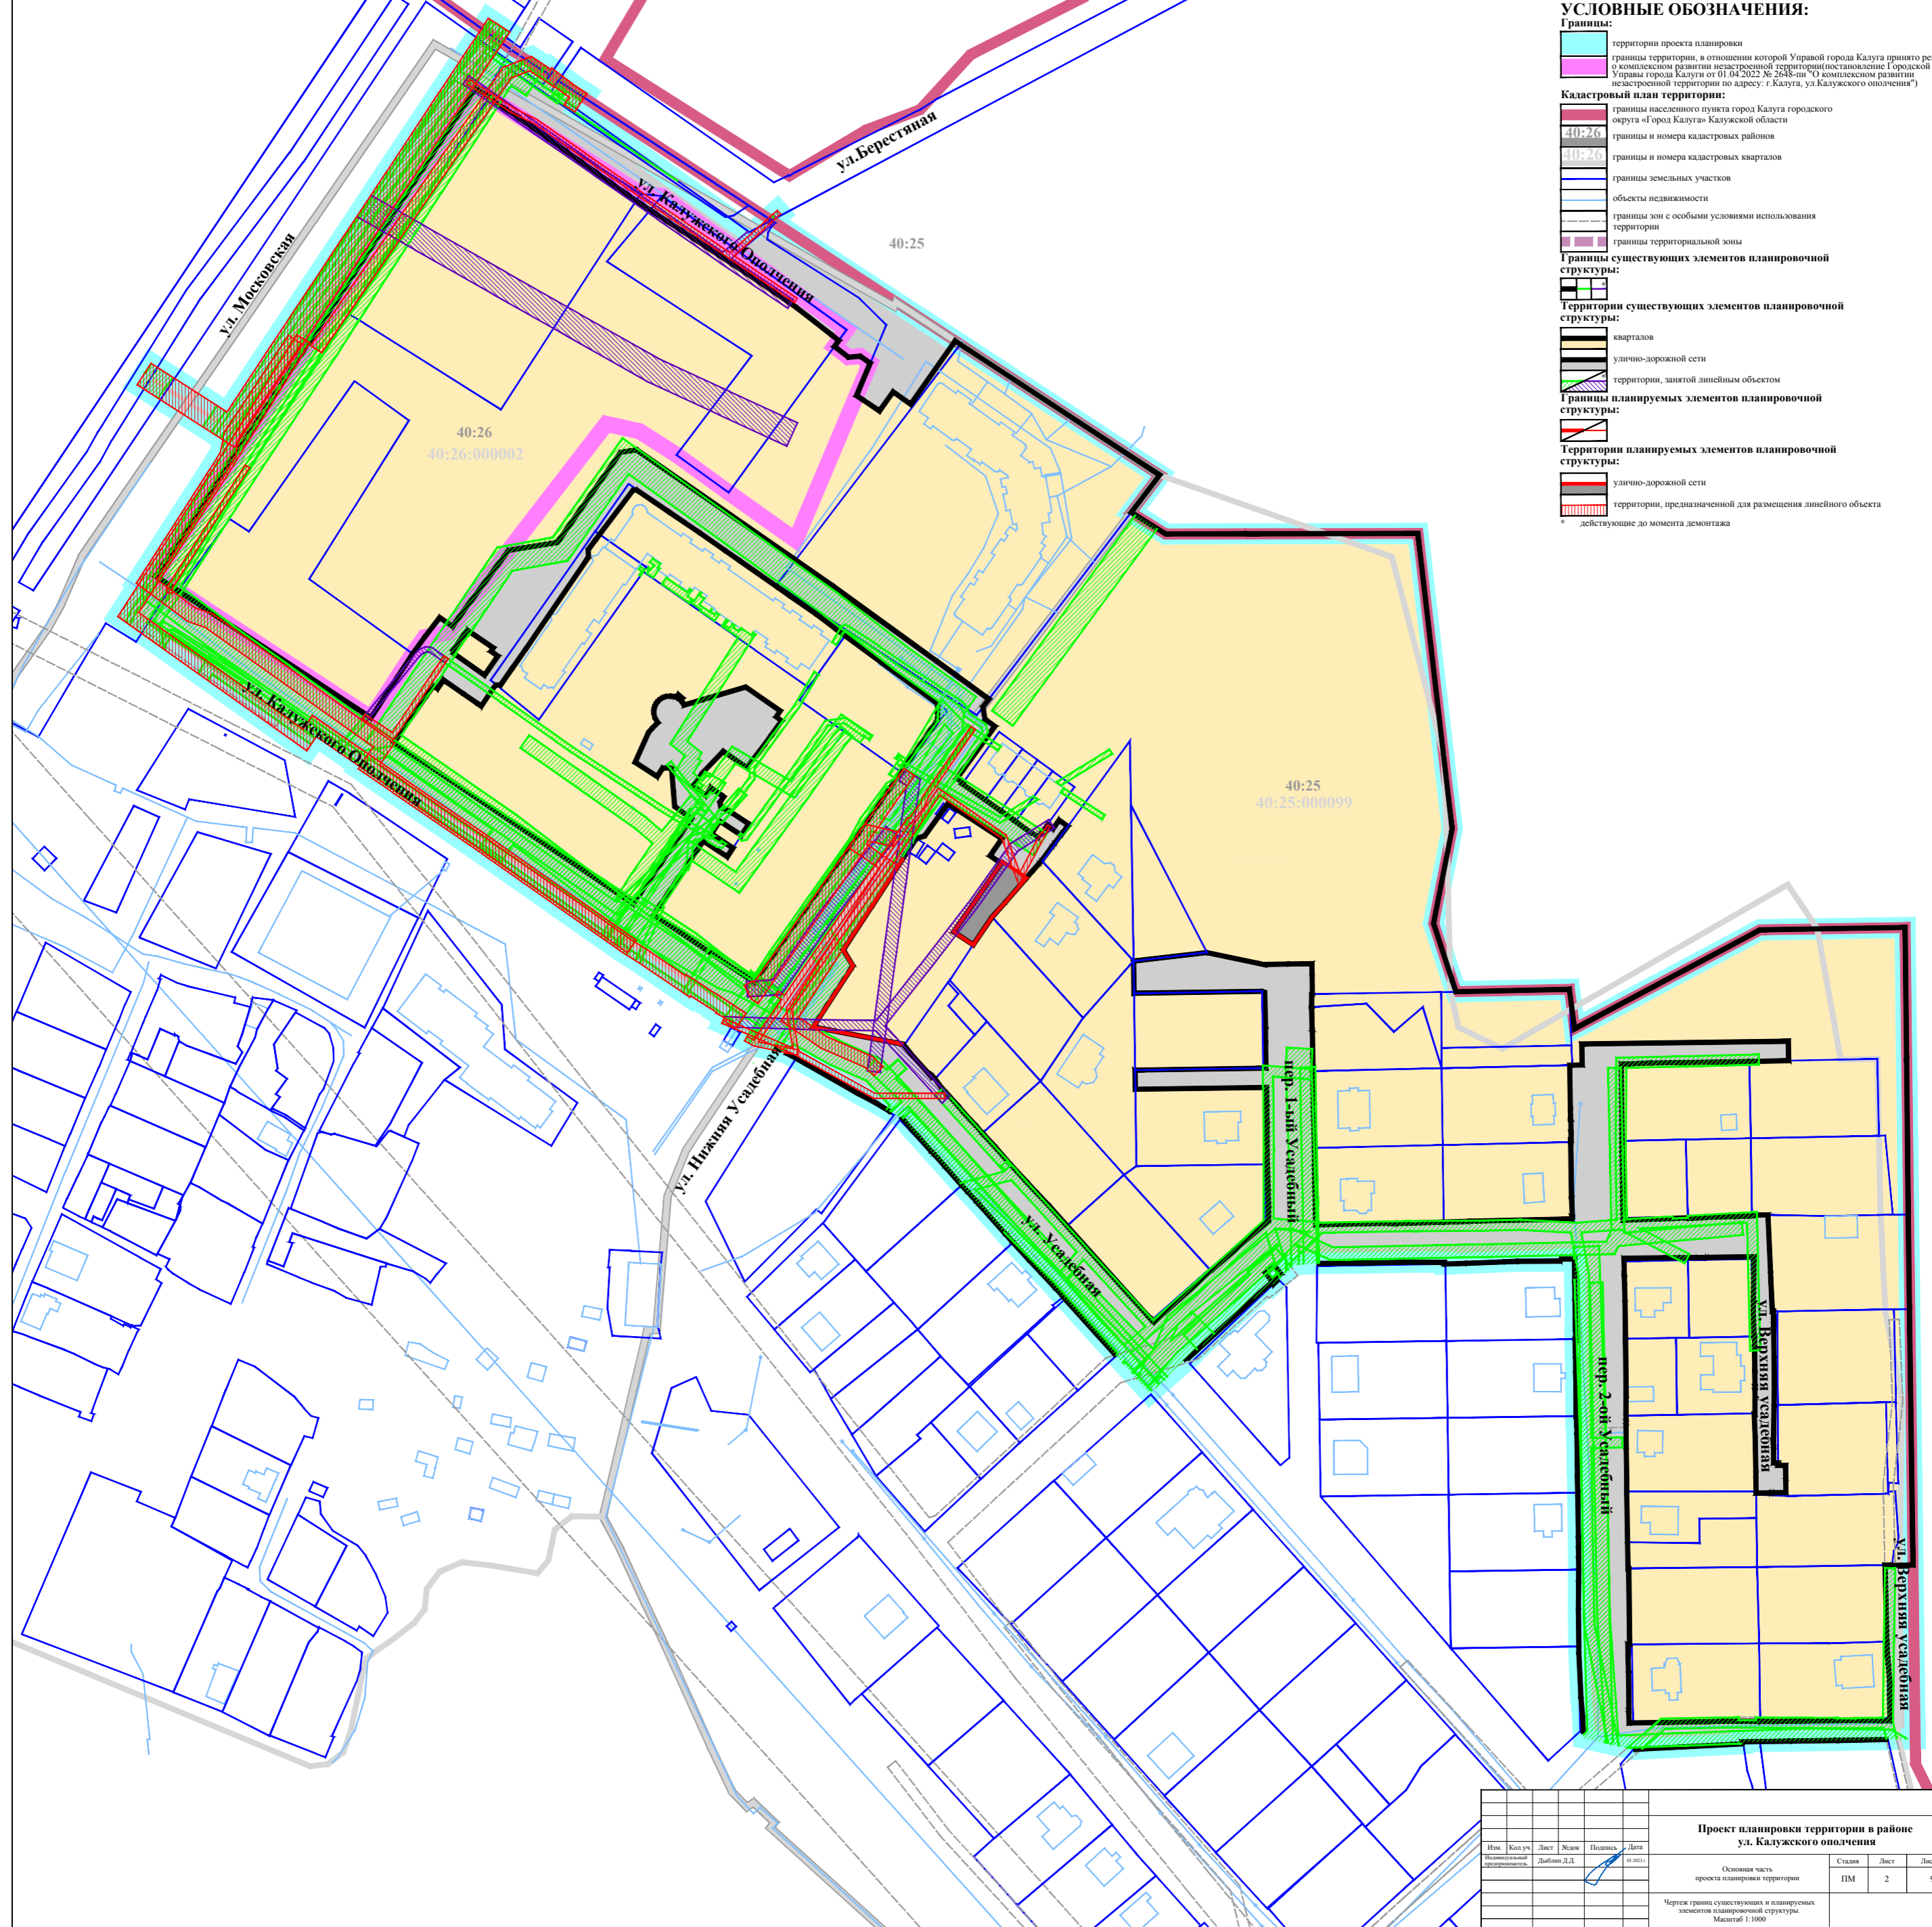 УСЛОВНЫЕ ОБОЗНАЧЕНИЯ:
Границы:
территории проекта планировки
границы территории, в отношении которой Управой города Калуга принято ре
о комплексном развитии незастроенной территории(постановление Городской
Управы города Калуги от 01.04.2022 № 2648-пи "О комплексном развитии
незастроенной территории по адресу: г.Калуга, ул.Калужского ополчения")
Кадастровый план территории:
границы населенного пункта город Калуга городского
округа «Город Калуга» Калужской области
40:26
границы и номера кадастровых районов
40:26
границы и номера кадастровых кварталов
границы земельных участков
объекты недвижимости
границы зон с особыми условиями использования
территории
границы территориальной зоны
Границы существующих элементов планировочной
структуры:
*
Территории существующих элементов планировочной
структуры:
кварталов
улично-дорожной сети
*
территории, занятой линейным объектом
Границы планируемых элементов планировочной
структуры:
Территории планируемых элементов планировочной
структуры:
улично-дорожной сети
территории, предназначенной для размещения линейного объекта
* действующие до момента демонтажа
ул.Берестяная
ул. Калужского Ополчения
40:25
ул. Московская
40:26
40:26:000002
ул. Калужского Ополчения
40:25
40:25:000099
ул. Нижняя Усадебная
ул. Усадебная
пер. 1-ый Усадебный
пер. 2-ой Усадебный
ул. Верхняя усадебная
ул. Верхняя усадебная
Проект планировки территории в районе
ул. Калужского ополчения
Изм. Кол.уч. Лист №док Подпись Дата
Индивидуальный
предприниматель
Дыбпин Д.Д.
Основная часть
проекта планировки территории
Стадия Лист Лис
ПМ 2 9
Чертеж границ существующих и планируемых
элементов планировочной структуры.
Масштаб 1:1000